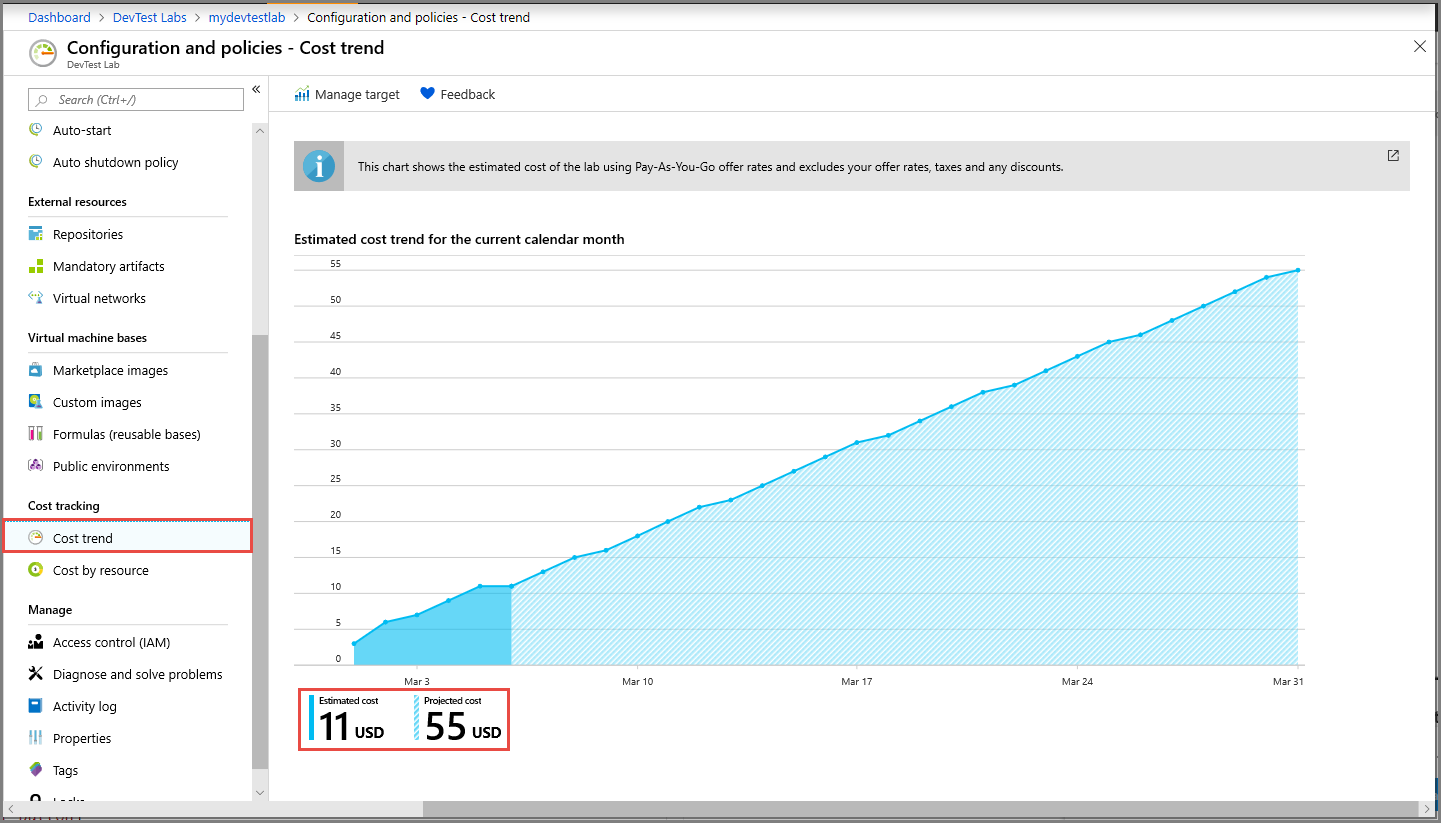 Dashboard > DevTest Labs > mydevtestlab > Configuration and policies - Cost trend
Configuration and policies - Cost trend
DevTest Lab
Search (Ctrl+/)
Auto-start
Auto shutdown policy
External resources
Repositories
Mandatory artifacts
Virtual networks
Virtual machine bases
Marketplace images
Custom images
Formulas (reusable bases)
Public environments
Cost tracking
Cost trend
Cost by resource
Manage
Access control (IAM)
Diagnose and solve problems
Activity log
Properties
Tags
Locks
Manage target
Feedback
This chart shows the estimated cost of the lab using Pay-As-You-Go offer rates and excludes your offer rates, taxes and any discounts.
Estimated cost trend for the current calendar month
55
50
45
40
35
30
25
20
15
10
5
0
Mar 3 Mar 10 Mar 17 Mar 24 Mar 31
Estimated cost
11 USD
Projected cost
55 USD